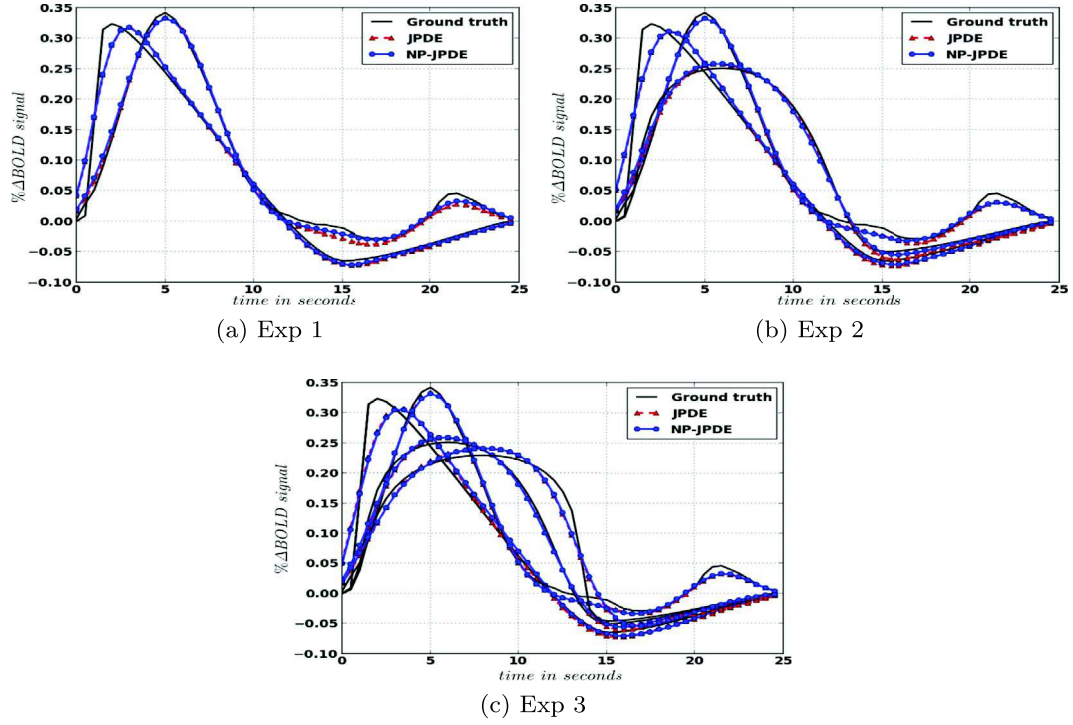 0.35
0.30
0.25
0.20
0.15
0.10
0.05
0.00
−0.05
−0.10
%ΔBOLD signal
Ground truth
JPDE
NP-JPDE
0 5 10 15 20 25
time in seconds
(a) Exp 1
0.35
0.30
0.25
0.20
0.15
0.10
0.05
0.00
−0.05
−0.10
%ΔBOLD signal
Ground truth
JPDE
NP-JPDE
0 5 10 15 20 25
time in seconds
(b) Exp 2
0.35
0.30
0.25
0.20
0.15
0.10
0.05
0.00
−0.05
−0.10
%ΔBOLD signal
Ground truth
JPDE
NP-JPDE
0 5 10 15 20 25
time in seconds
(c) Exp 3